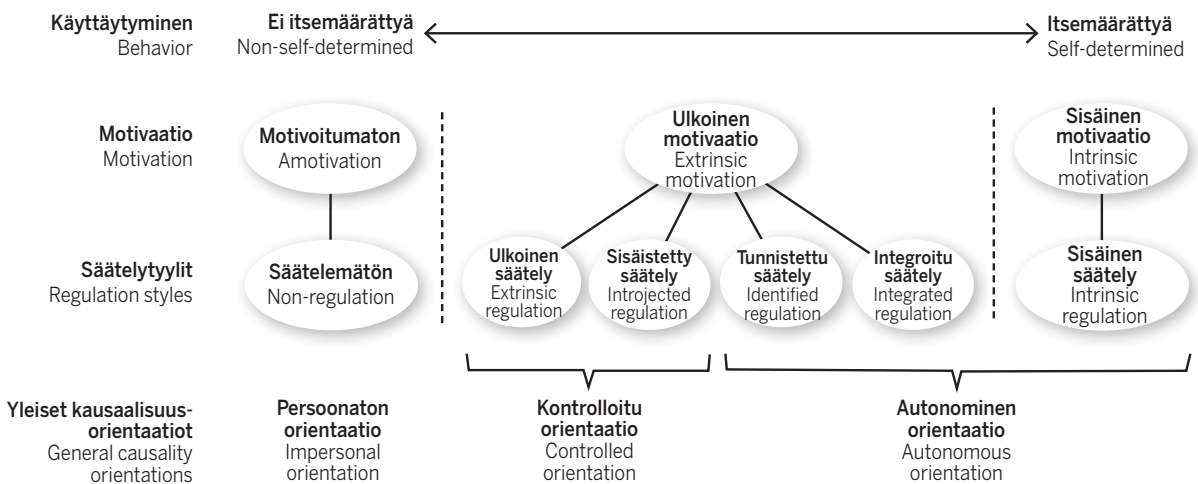 Käyttäytyminen
Behavior
Ei itsemäärättyä
Non-self-determined
Itsemäärättyä
Self-determined
Motivaatio
Motivation
Motivoitumaton
Amotivation
Ulkoinen
motivaatio
Extrinsic
motivation
Sisäinen
motivaatio
Intrinsic
motivation
Säätelytyylit
Regulation styles
Säätelemätön
Non-regulation
Ulkoinen
säätely
Extrinsic
regulation
Sisäistetty
säätely
Introjected
regulation
Tunnistettu
säätely
Identified
regulation
Integroitu
säätely
Integrated
regulation
Sisäinen
säätely
Intrinsic
regulation
Yleiset kausaalisuus-
orientaatiot
General causality
orientations
Persoonaton
orientaatio
Impersonal
orientation
Kontrolloitu
orientaatio
Controlled
orientation
Autonominen
orientaatio
Autonomous
orientation